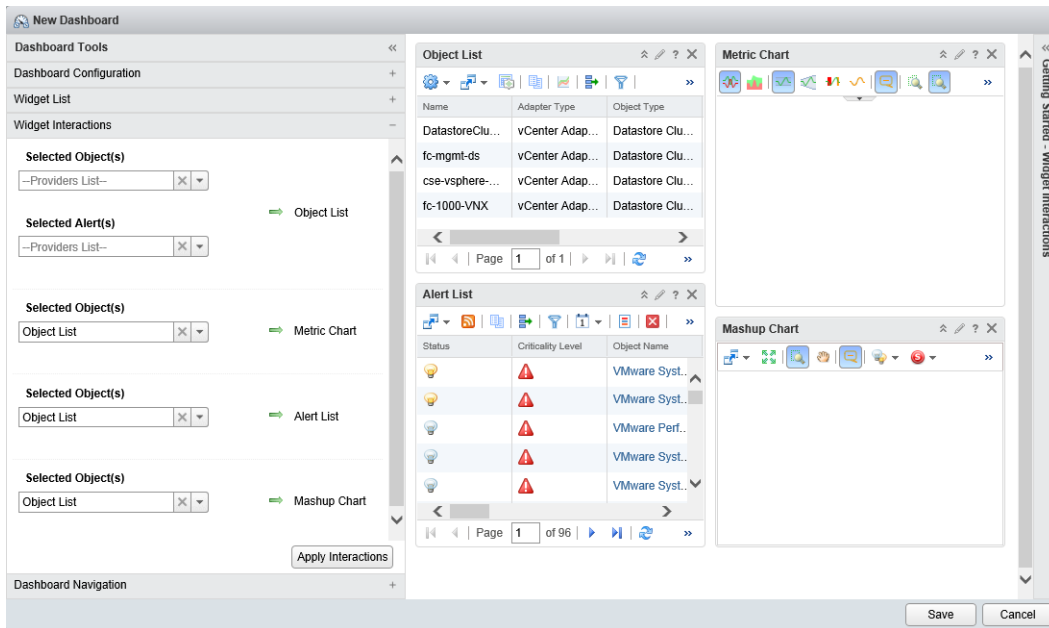 New Dashboard
Dashboard Tools «
Dashboard Configuration +
Widget List +
Widget Interactions −
Selected Object(s)
--Providers List--
Object List
Selected Alert(s)
--Providers List--
Selected Object(s)
Object List
Metric Chart
Selected Object(s)
Object List
Alert List
Selected Object(s)
Object List
Mashup Chart
Apply Interactions
Dashboard Navigation +
Object List ?
»
Name Adapter Type Object Type
DatastoreClu... vCenter Adap... Datastore Clu...
fc-mgmt-ds vCenter Adap... Datastore Clu...
cse-vsphere-... vCenter Adap... Datastore Clu...
fc-1000-VNX vCenter Adap... Datastore Clu...
Page 1 of 1 »
Alert List ?
1 »
Status Criticality Level Object Name
VMware Syst..
VMware Syst..
VMware Perf..
VMware Syst..
VMware Syst..
Page 1 of 96 »
Metric Chart ?
»
Mashup Chart ?
S »
« Getting Started - Widget Interactions
Save Cancel